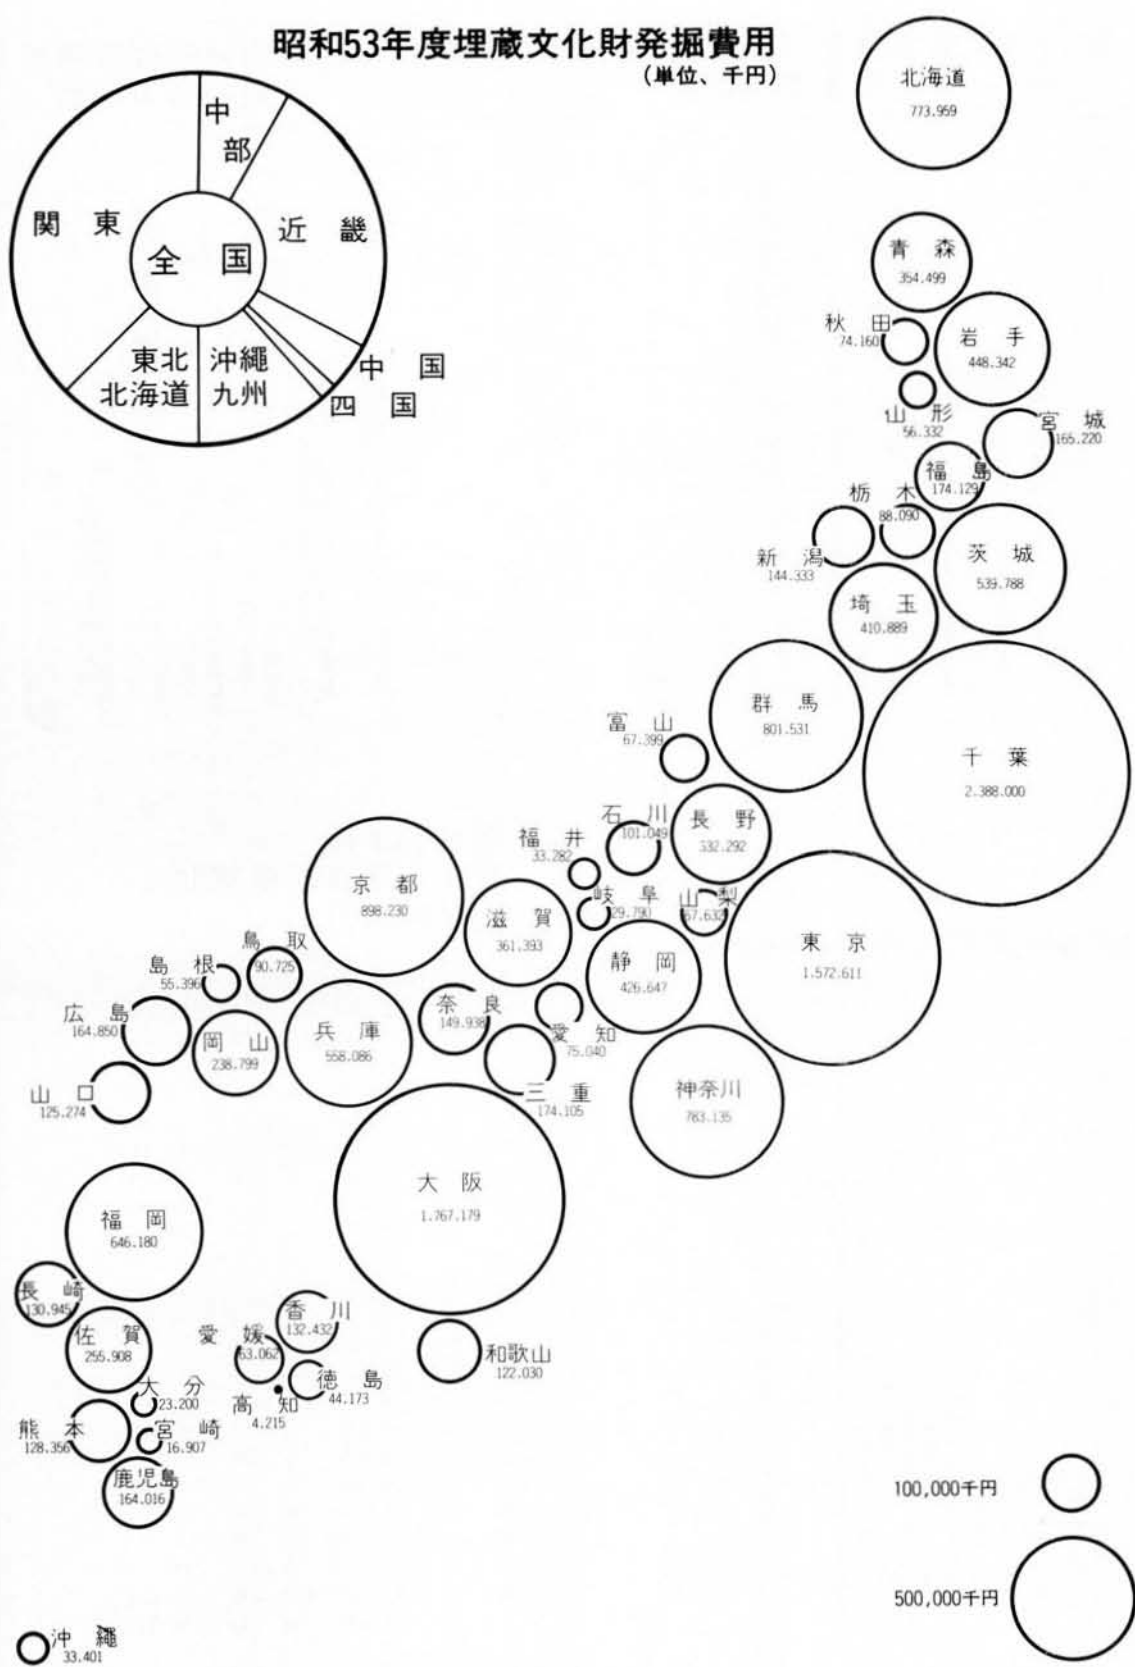 昭和53年度埋蔵文化財発掘費用
(単位、千円)
中部
関東
近畿
全国
東北
北海道
沖縄
九州
中国
四国
北海道
773.959
青森
354.499
秋田
74.160
岩手
448.342
山形
56.332
宮城
165.220
福島
174.129
栃木
88.090
新潟
144.333
茨城
539.788
埼玉
410.889
群馬
801.531
富山
67.399
千葉
2.388.000
石川
101.049
長野
332.292
福井
33.282
京都
898.230
岐阜
29.790
山梨
67.632
滋賀
361.393
東京
1.572.611
鳥取
90.725
島根
55.396
静岡
426.647
広島
164.850
岡山
238.799
兵庫
558.086
奈良
149.938
愛知
75.040
山口
125.274
三重
174.105
神奈川
783.135
大阪
1.767.179
福岡
646.180
長崎
130.945
佐賀
255.908
愛媛
63.062
香川
132.432
和歌山
122.030
大分
23.200
高知
4.215
徳島
44.173
熊本
128.356
宮崎
16.907
鹿児島
164.016
100,000千円
500,000千円
沖縄
33.401